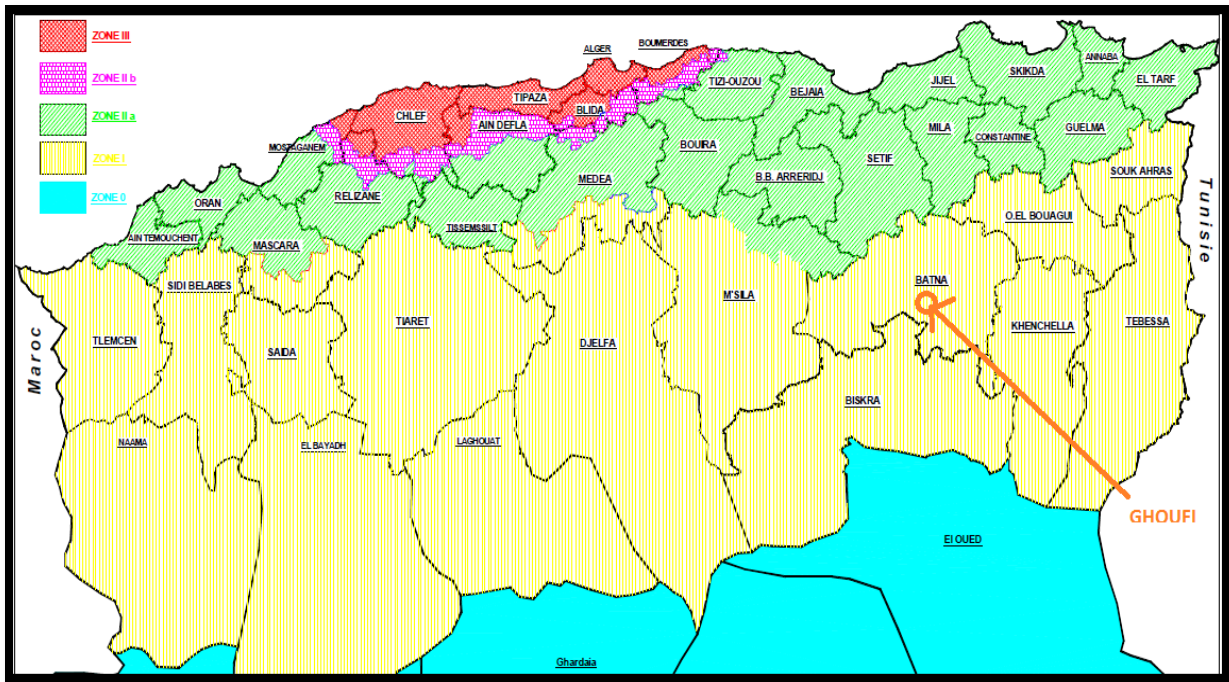 ZONE III
ZONE II b
ZONE II a
ZONE I
ZONE 0
ALGER
BOUMERDES
TIPAZA
BLIDA
CHLEF
AIN DEFLA
TIZI-OUZOU
BEJAIA
JIJEL
SKIKDA
ANNABA
EL TARF
MOSTAGANEM
BOUIRA
SETIF
MILA
CONSTANTINE
GUELMA
ORAN
RELIZANE
MEDEA
B.B. ARRERIDJ
SOUK AHRAS
Tunisie
AIN TEMOUCHENT
MASCARA
TISSEMSSILT
O.EL BOUAGUI
SIDI BELABES
BATNA
M'SILA
TLEMCEN
TIARET
SAIDA
DJELFA
KHENCHELLA
TEBESSA
Maroc
BISKRA
NAAMA
EL BAYADH
LAGHOUAT
GHOUFI
El OUED
Ghardaia